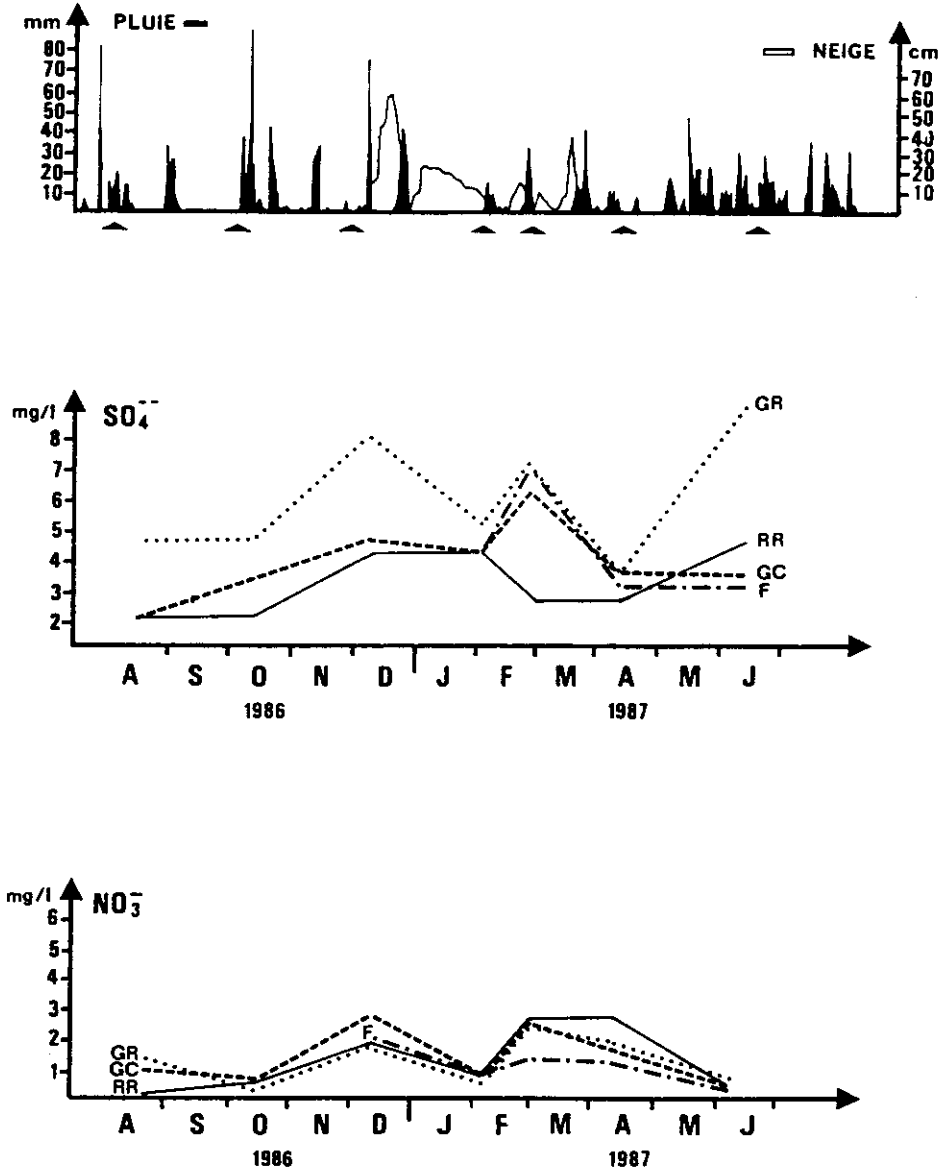 mm PLUIE
NEIGE cm
80
70
60
50
40
30
20
10
70
60
50
40
30
20
10
mg/l SO4--
8
7
6
5
4
3
2
GR
RR
GC
F
A S O N D J F M A M J
1986 1987
mg/l NO3-
6
5
4
3
2
1
GR
GC
RR
F
A S O N D J F M A M J
1986 1987